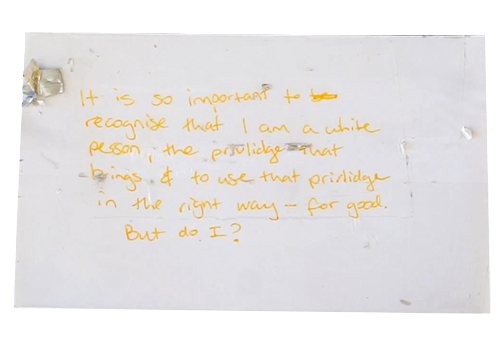 It is so important to
recognise that I am a white
person, the privlidge that
brings & to use that privlidge
in the right way – for good.
But do I?